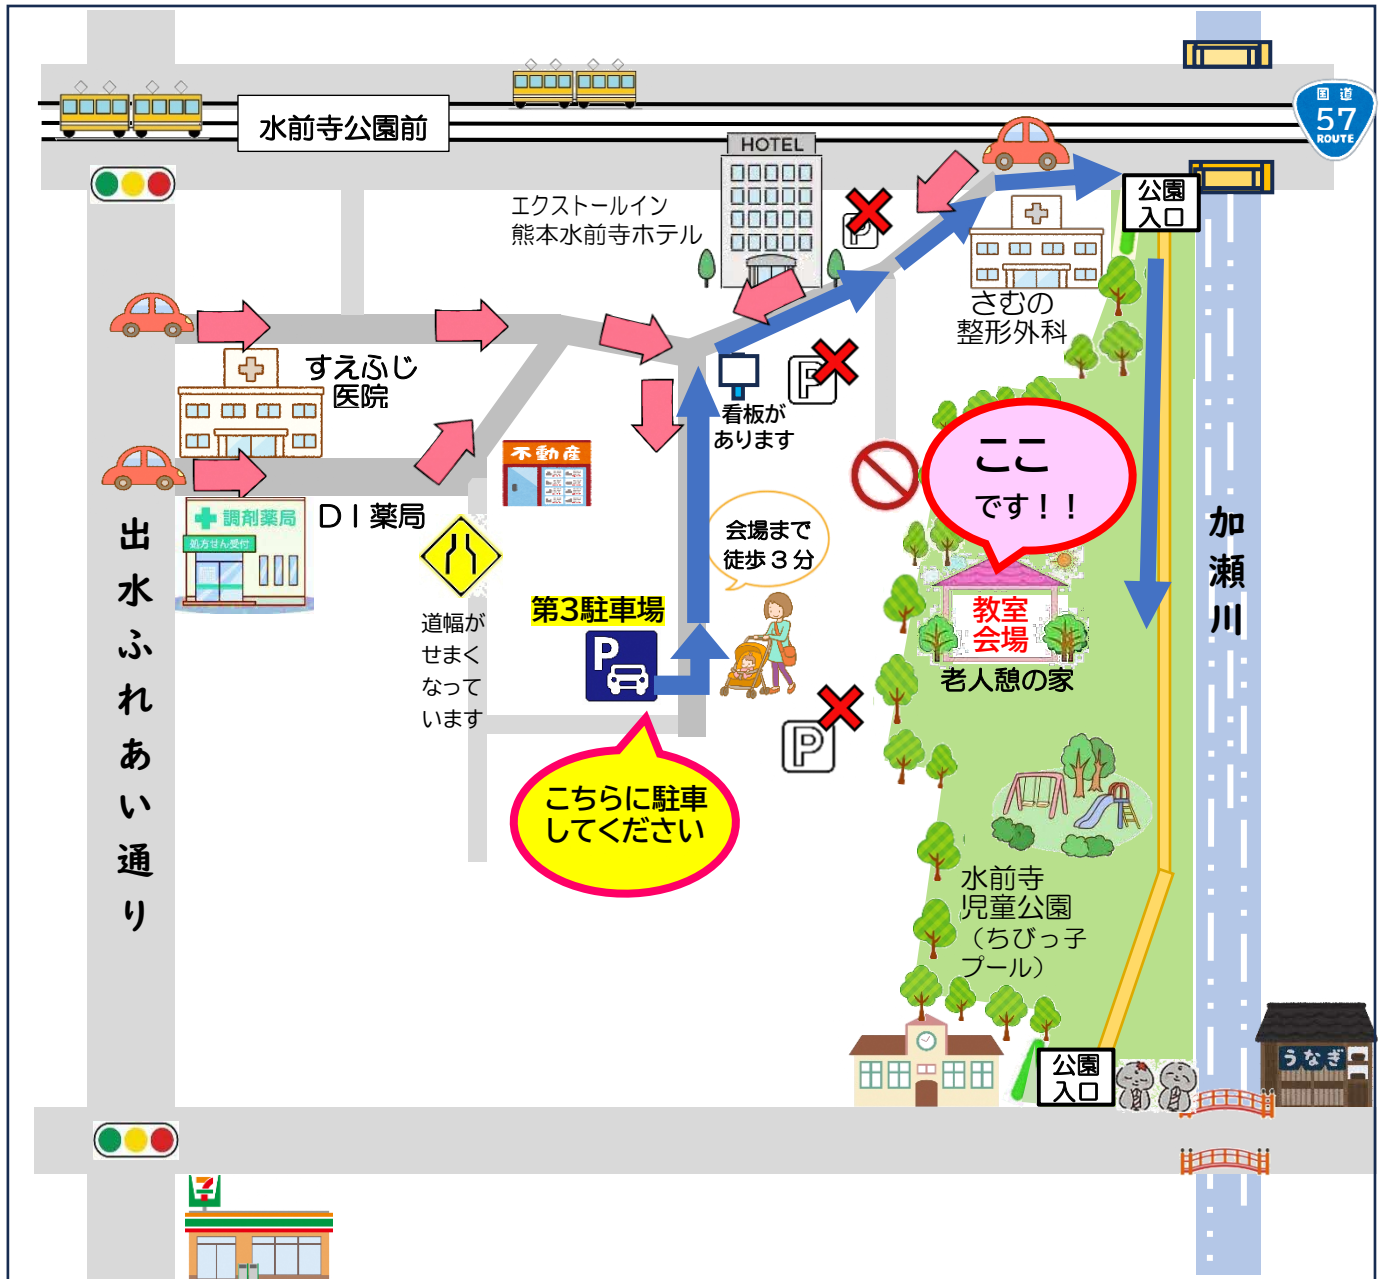 水前寺公園前
国道
57
ROUTE
HOTEL
エクストールイン
熊本水前寺ホテル
P
公園
入口
さむの
整形外科
すえふじ
医院
P
看板が
あります
不動産
ここ
です！！
調剤薬局
処方せん受付
DI薬局
会場まで
徒歩3分
出水ふれあい通り
加瀬川
道幅が
せまく
なって
います
第3駐車場
P
教室
会場
老人憩の家
P
こちらに駐車
してください
水前寺
児童公園
（ちびっ子
プール）
公園
入口
うなぎ
7